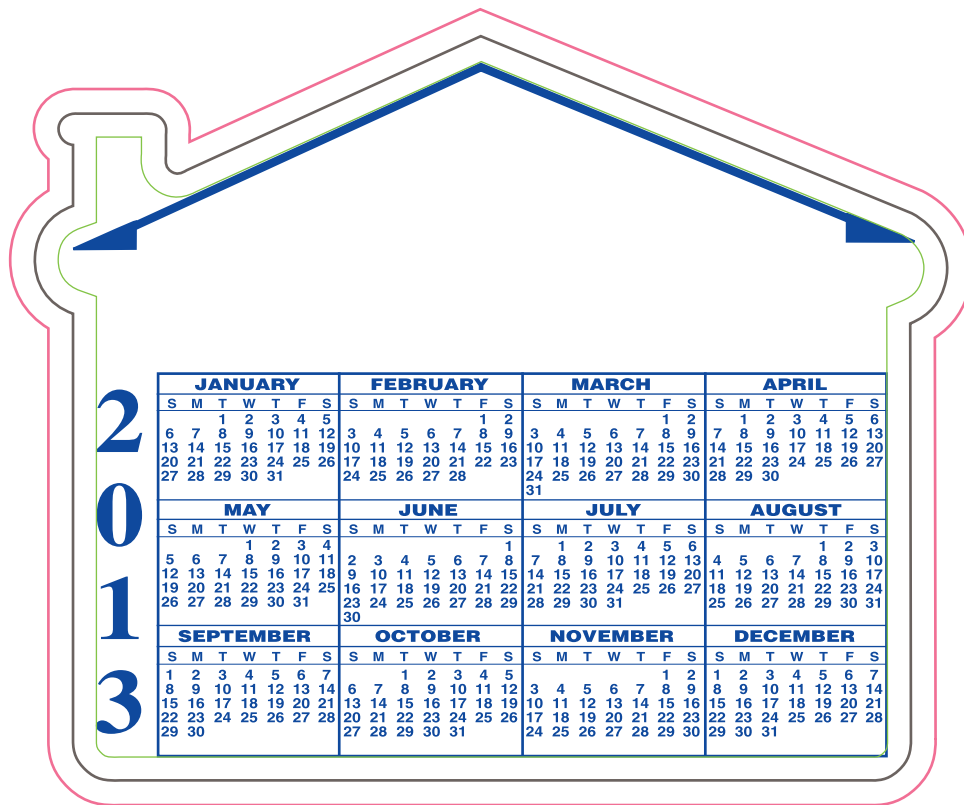 2013
JANUARY
S M T W T F S
1 2 3 4 5
6 7 8 9 10 11 12
13 14 15 16 17 18 19
20 21 22 23 24 25 26
27 28 29 30 31
FEBRUARY
S M T W T F S
1 2
3 4 5 6 7 8 9
10 11 12 13 14 15 16
17 18 19 20 21 22 23
24 25 26 27 28
MARCH
S M T W T F S
1 2
3 4 5 6 7 8 9
10 11 12 13 14 15 16
17 18 19 20 21 22 23
24 25 26 27 28 29 30
31
APRIL
S M T W T F S
1 2 3 4 5 6
7 8 9 10 11 12 13
14 15 16 17 18 19 20
21 22 23 24 25 26 27
28 29 30
MAY
S M T W T F S
1 2 3 4
5 6 7 8 9 10 11
12 13 14 15 16 17 18
19 20 21 22 23 24 25
26 27 28 29 30 31
JUNE
S M T W T F S
1
2 3 4 5 6 7 8
9 10 11 12 13 14 15
16 17 18 19 20 21 22
23 24 25 26 27 28 29
30
JULY
S M T W T F S
1 2 3 4 5 6
7 8 9 10 11 12 13
14 15 16 17 18 19 20
21 22 23 24 25 26 27
28 29 30 31
AUGUST
S M T W T F S
1 2 3
4 5 6 7 8 9 10
11 12 13 14 15 16 17
18 19 20 21 22 23 24
25 26 27 28 29 30 31
SEPTEMBER
S M T W T F S
1 2 3 4 5 6 7
8 9 10 11 12 13 14
15 16 17 18 19 20 21
22 23 24 25 26 27 28
29 30
OCTOBER
S M T W T F S
1 2 3 4 5
6 7 8 9 10 11 12
13 14 15 16 17 18 19
20 21 22 23 24 25 26
27 28 29 30 31
NOVEMBER
S M T W T F S
1 2
3 4 5 6 7 8 9
10 11 12 13 14 15 16
17 18 19 20 21 22 23
24 25 26 27 28 29 30
DECEMBER
S M T W T F S
1 2 3 4 5 6 7
8 9 10 11 12 13 14
15 16 17 18 19 20 21
22 23 24 25 26 27 28
29 30 31